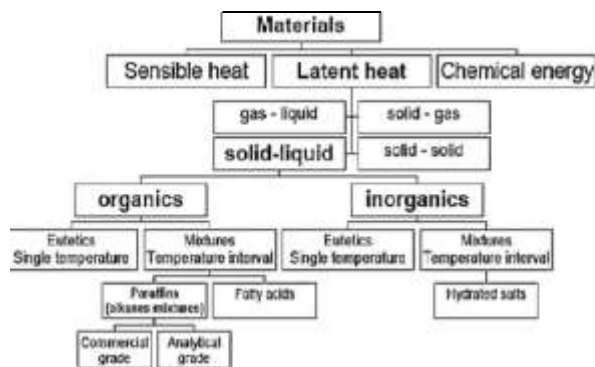 Materials
Sensible heat
Latent heat
Chemical energy
gas - liquid
solid - gas
solid-liquid
solid - solid
organics
inorganics
Eutetics
Single temperature
Mixtures
Temperature interval
Eutetics
Single temperature
Mixtures
Temperature interval
Paraffins
(alkanes mixtures)
Fatty acids
Hydrated salts
Commercial
grade
Analytical
grade